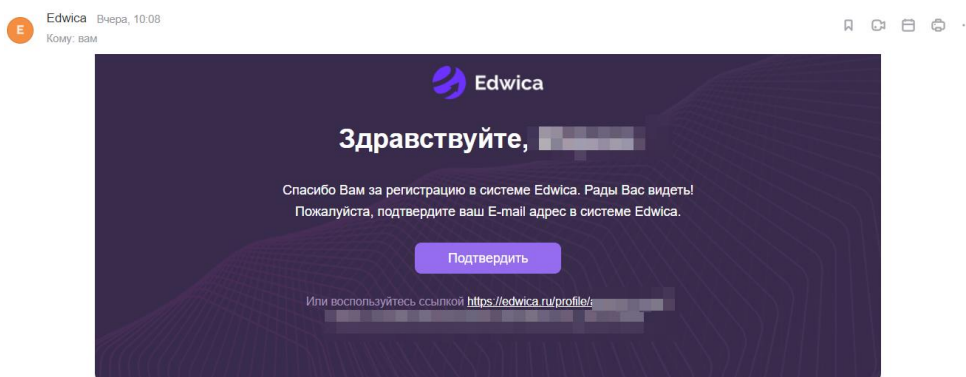 E
Edwica Вчера, 10:08
Кому: вам
Edwica
Здравствуйте,
Спасибо Вам за регистрацию в системе Edwica. Рады Вас видеть!
Пожалуйста, подтвердите ваш E-mail адрес в системе Edwica.
Подтвердить
Или воспользуйтесь ссылкой https://edwica.ru/profile/